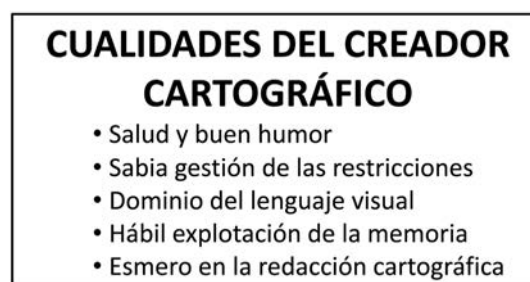 CUALIDADES DEL CREADOR
CARTOGRÁFICO
• Salud y buen humor
• Sabia gestión de las restricciones
• Dominio del lenguaje visual
• Hábil explotación de la memoria
• Esmero en la redacción cartográfica